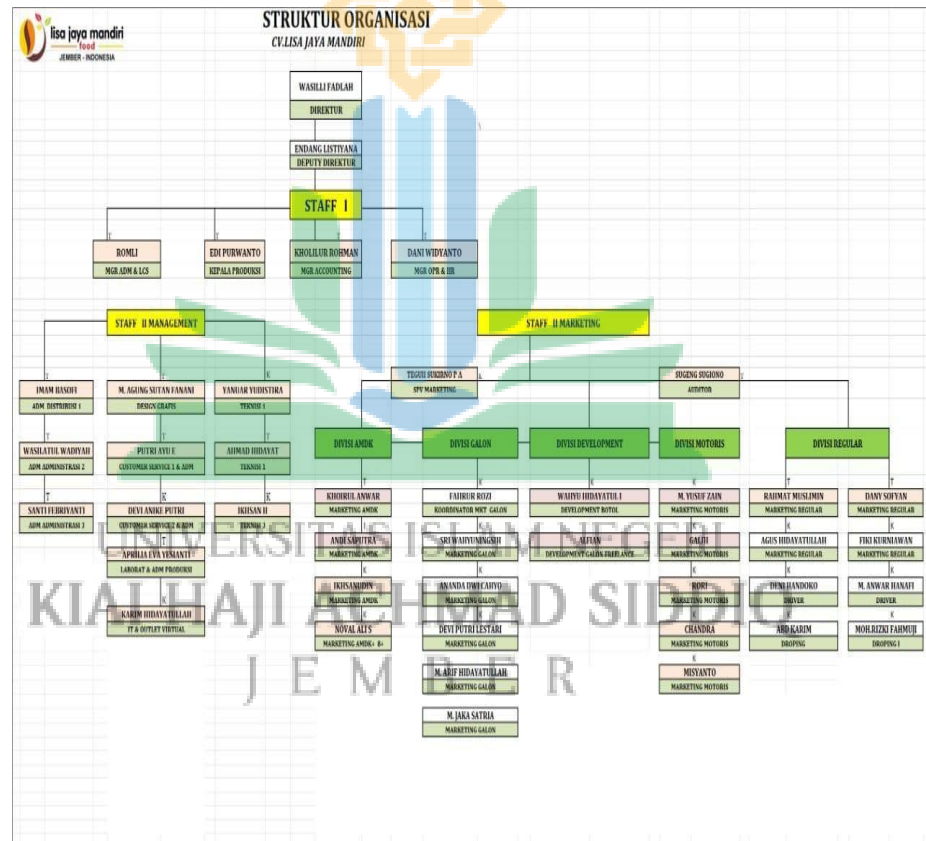 STRUKTUR ORGANISASI
CV.LISA JAYA MANDIRI
lisa jaya mandiri
food
JEMBER - INDONESIA
WASILLI FADLAH
DIREKTUR
ENDANG LISTIYANA
DEPUTY DIREKTUR
STAFF I
T T T T
ROMLI EDI PURWANTO KHOLILUR ROHMAN DANI WIDYANTO
MGR ADM & LCS KEPALA PRODUKSI MGR ACCOUNTING MGR OPR & HR
STAFF II MANAGEMENT STAFF II MARKETING
TEGUH SUKIRNO P A SUGENG SUGIONO
SPV MARKETING AUDITOR
IMAM BASOFI M. AGUNG SUTAN FANANI YANUAR YUDISTIRA
ADM DISTRIBUSI 1 DESIGN GRAFIS TEKNISI 1
DIVISI AMDK DIVISI GALON DIVISI DEVELOPMENT DIVISI MOTORIS DIVISI REGULAR
WASILATUL WADIYAH PUTRI AYU E AHMAD HIDAYAT
ADM ADMINISTRASI 2 CUSTOMER SERVICE 1 & ADM TEKNISI 1
SANTI FEBRIYANTI DEVI ANIKE PUTRI IKHSAN H
ADM ADMINISTRASI 3 CUSTOMER SERVICE 2 & ADM TEKNISI 3
KHOIRUL ANWAR FAHRUR ROZI WAHYU HIDAYATUL I M. YUSUF ZAIN RAHMAT MUSLIMIN DANY SOFYAN
MARKETING AMDK KOORDINATOR MKT GALON DEVELOPMENT BOTOL MARKETING MOTORIS MARKETING REGULAR MARKETING REGULAR
UNIVERSITAS ISLAM NEGERI
ANDI SAPUTRA SRI WAHYUNINGSIH ALFIAN GALIH AGUS HIDAYATULLAH FIKI KURNIAWAN
MARKETING AMDK MARKETING GALON DEVELOPMENT GALON FREELANCE MARKETING MOTORIS MARKETING REGULAR MARKETING REGULAR
APRILIA EVA YESIANTI
LABORAT & ADM PRODUKSI
IKHSANUDIN ANANDA DWI CAHYO RORI DENI HANDOKO M. ANWAR HANAFI
MARKETING AMDK MARKETING GALON MARKETING MOTORIS DRIVER DRIVER
KIAI HAJI ACHMAD SIDDIQ
KARIM HIDAYATULLAH
IT & OUTLET VIRTUAL
NOVAL ALI S DEVI PUTRI LESTARI CHANDRA ABD KARIM MOH.RIZKI FAHMUJI
MARKETING AMDK+ B+ MARKETING GALON MARKETING MOTORIS DROPING DROPING I
JEMBER
M. ARIF HIDAYATULLAH MISYANTO
MARKETING GALON MARKETING MOTORIS
M. JAKA SATRIA
MARKETING GALON